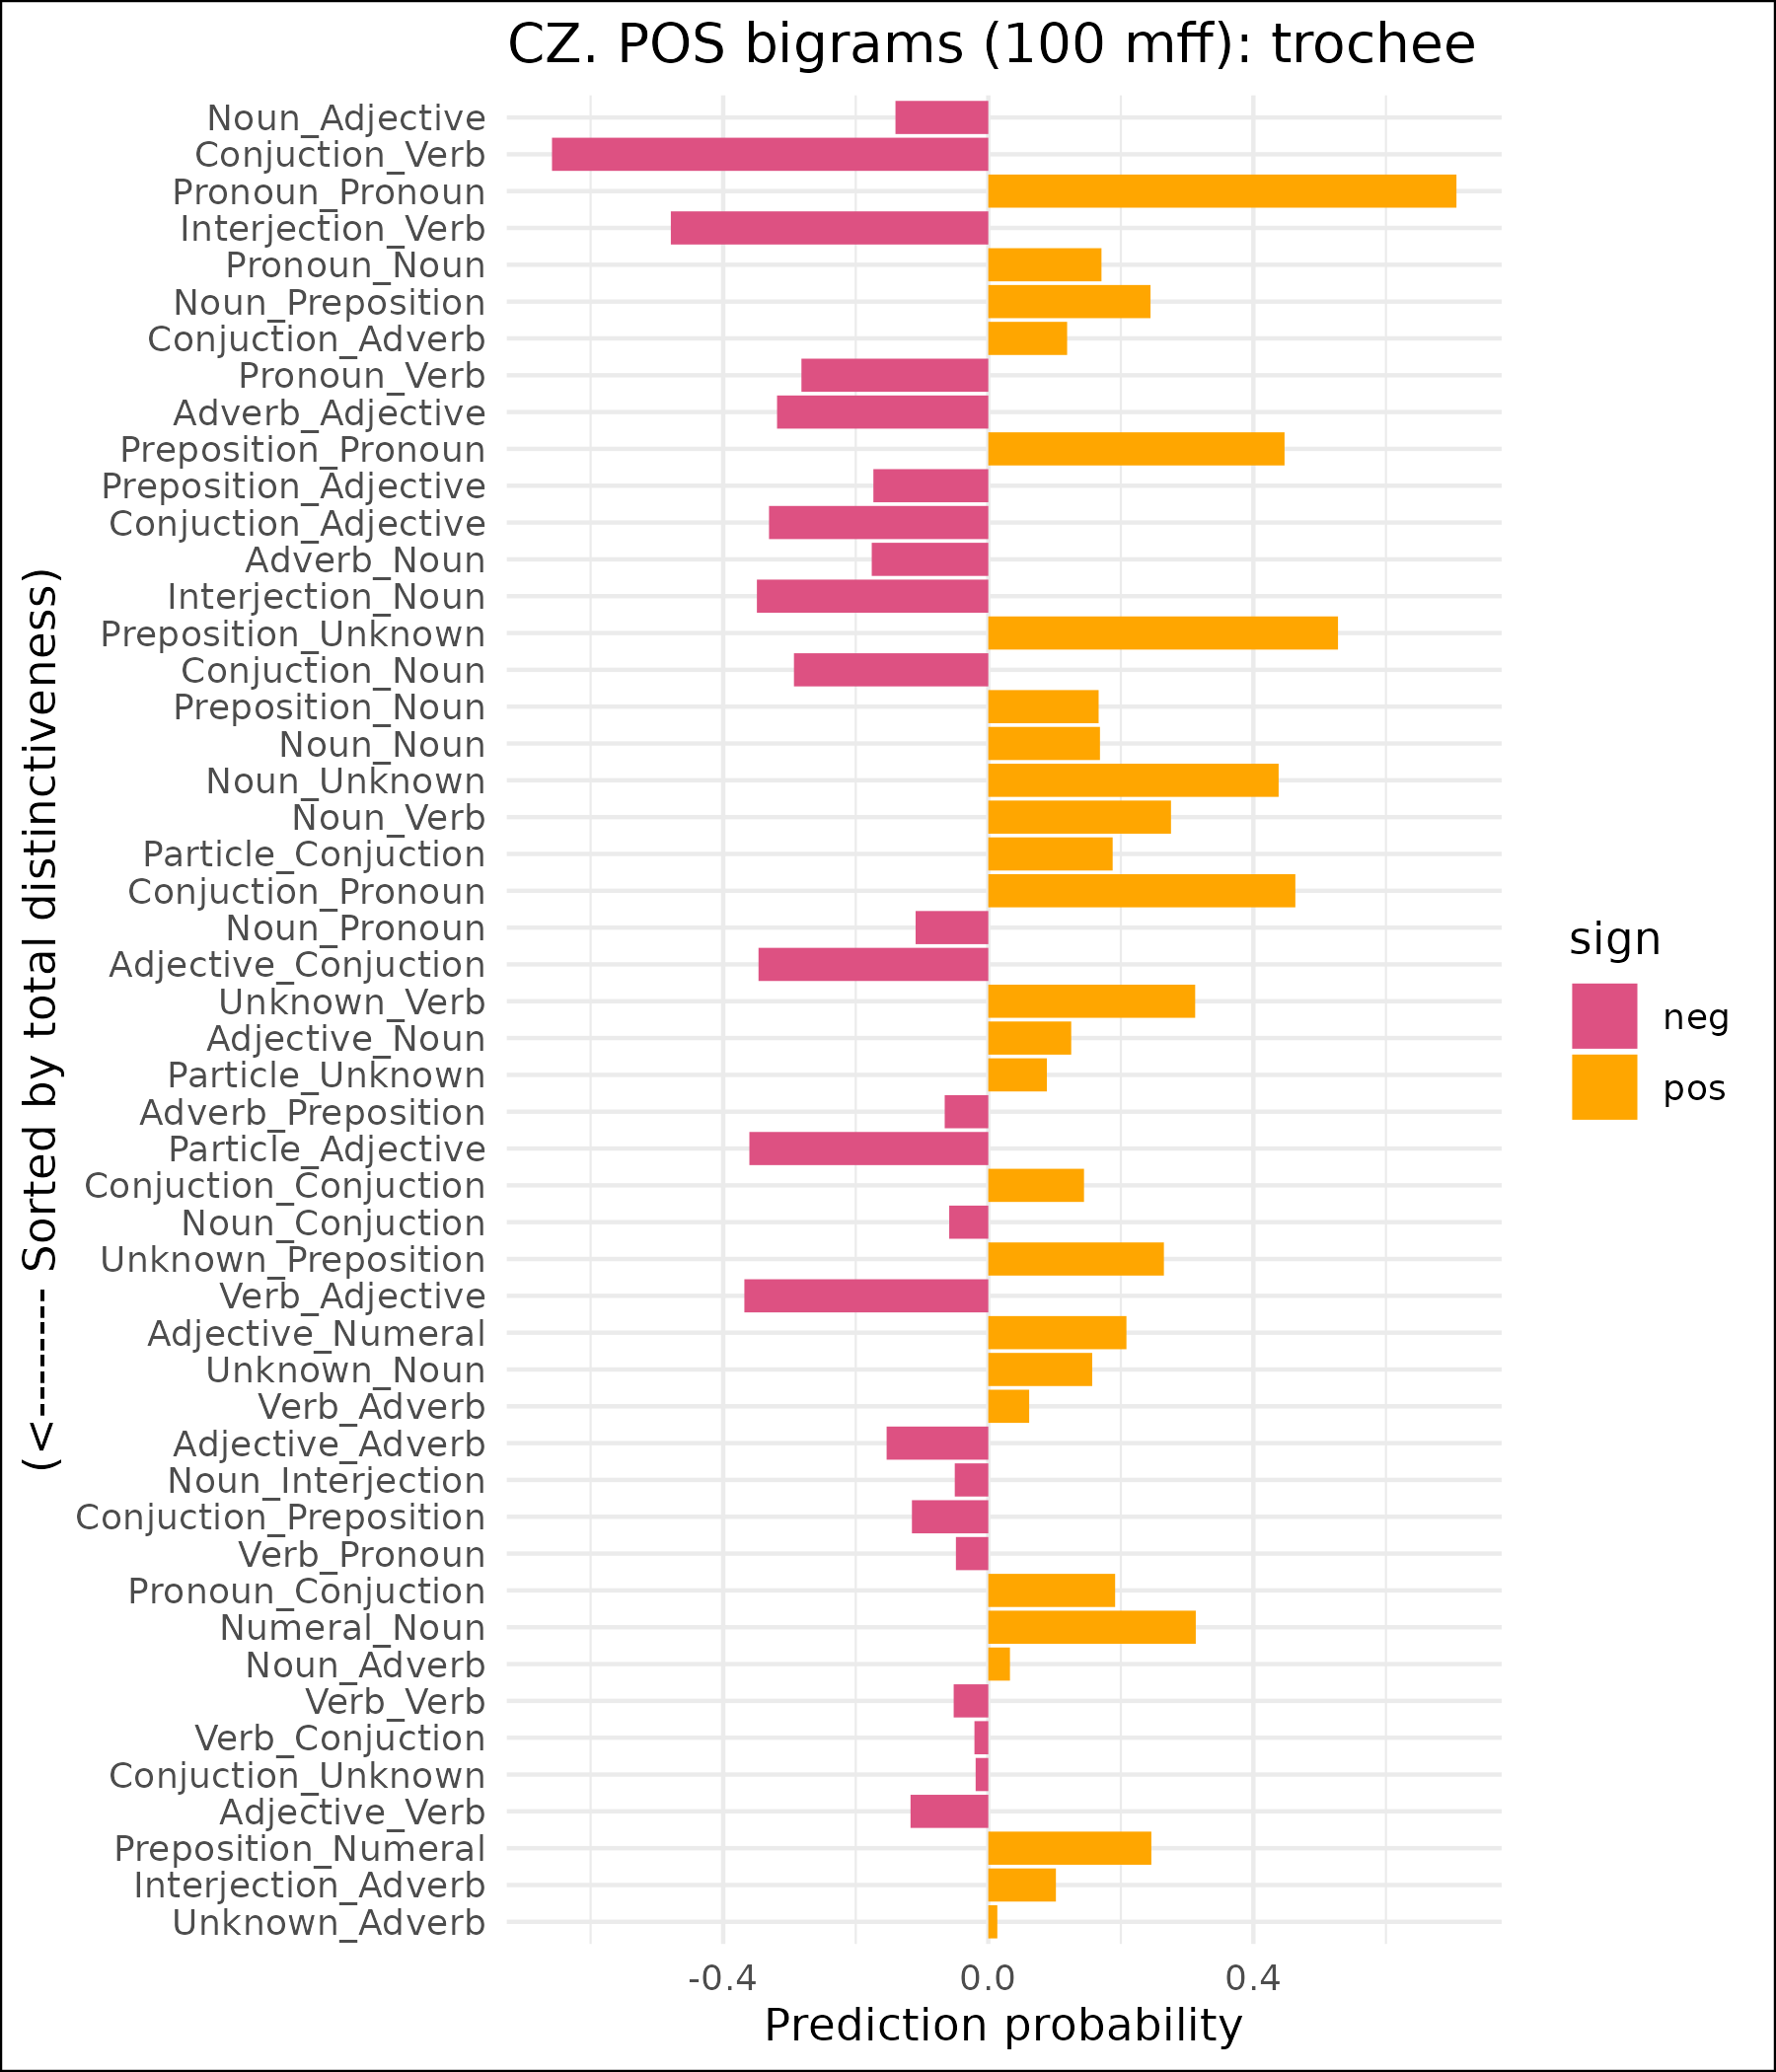 CZ. POS bigrams (100 mff): trochee
Noun_Adjective
Conjuction_Verb
Pronoun_Pronoun
Interjection_Verb
Pronoun_Noun
Noun_Preposition
Conjuction_Adverb
Pronoun_Verb
Adverb_Adjective
Preposition_Pronoun
Preposition_Adjective
Conjuction_Adjective
Adverb_Noun
Interjection_Noun
Preposition_Unknown
Conjuction_Noun
Preposition_Noun
Noun_Noun
Noun_Unknown
Noun_Verb
Particle_Conjuction
Conjuction_Pronoun
Noun_Pronoun
Adjective_Conjuction
Unknown_Verb
Adjective_Noun
Particle_Unknown
Adverb_Preposition
Particle_Adjective
Conjuction_Conjuction
Noun_Conjuction
Unknown_Preposition
Verb_Adjective
Adjective_Numeral
Unknown_Noun
Verb_Adverb
Adjective_Adverb
Noun_Interjection
Conjuction_Preposition
Verb_Pronoun
Pronoun_Conjuction
Numeral_Noun
Noun_Adverb
Verb_Verb
Verb_Conjuction
Conjuction_Unknown
Adjective_Verb
Preposition_Numeral
Interjection_Adverb
Unknown_Adverb
(<--------- Sorted by total distinctiveness)
-0.4 0.0 0.4
Prediction probability
sign
neg
pos